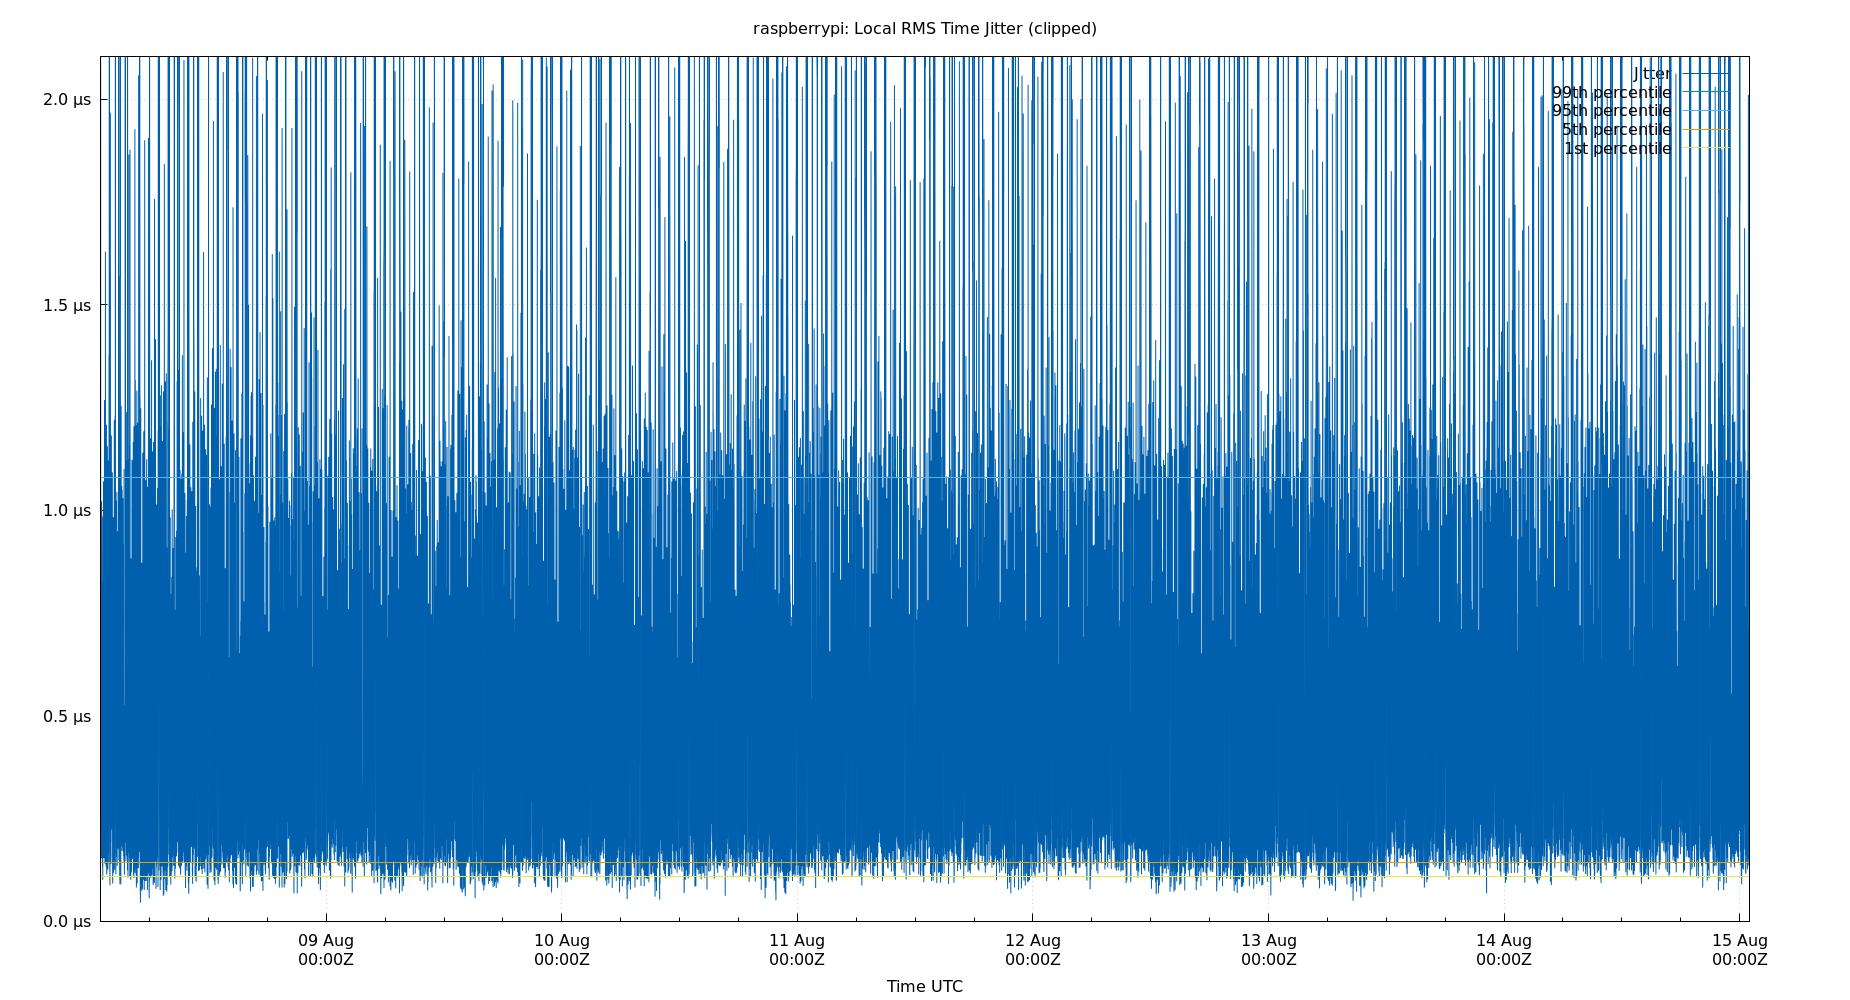 raspberrypi: Local RMS Time Jitter (clipped)
Jitter
99th percentile
95th percentile
5th percentile
1st percentile
2.0 µs
1.5 µs
1.0 µs
0.5 µs
0.0 µs
09 Aug
00:00Z
10 Aug
00:00Z
11 Aug
00:00Z
12 Aug
00:00Z
13 Aug
00:00Z
14 Aug
00:00Z
15 Aug
00:00Z
Time UTC